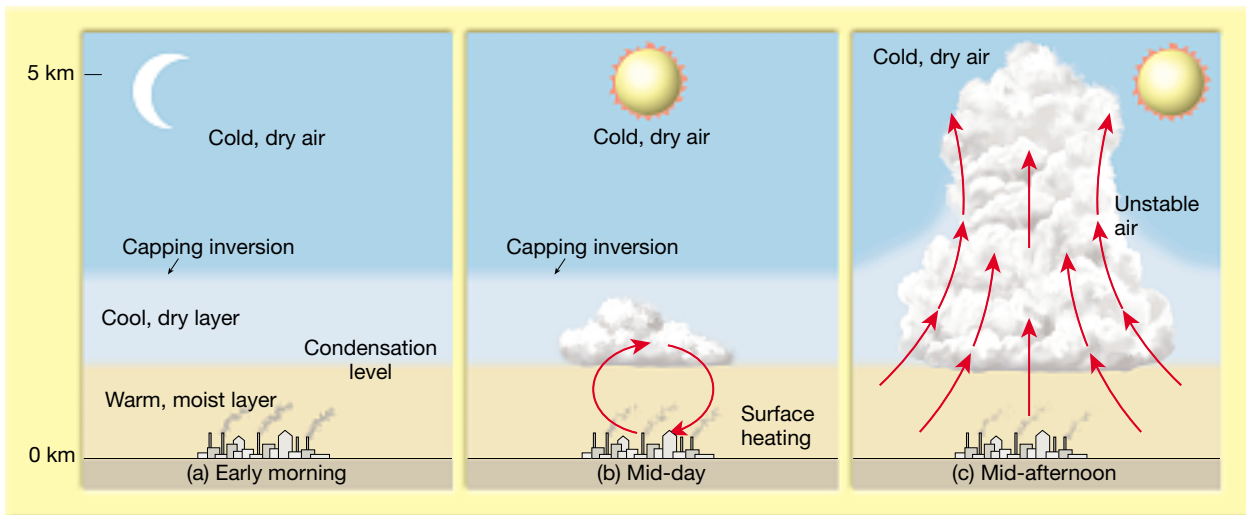 5 km
0 km
Cold, dry air
Capping inversion
Cool, dry layer
Condensation
level
Warm, moist layer
(a) Early morning
Cold, dry air
Capping inversion
Surface
heating
(b) Mid-day
Cold, dry air
Unstable
air
(c) Mid-afternoon